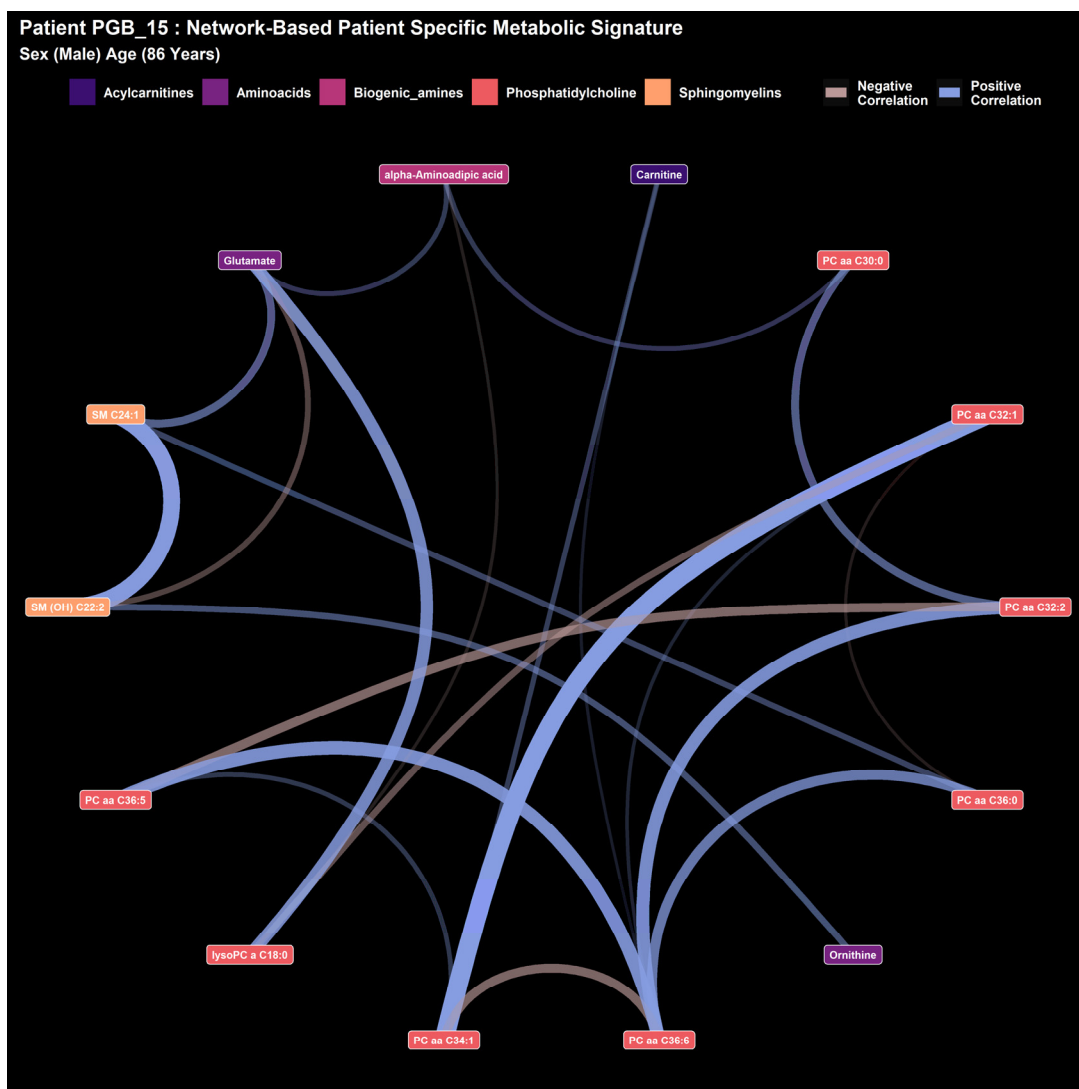 Patient PGB_15 : Network-Based Patient Specific Metabolic Signature
Sex (Male) Age (86 Years)
Acylcarnitines
Aminoacids
Biogenic_amines
Phosphatidylcholine
Sphingomyelins
Negative
Correlation
Positive
Correlation
alpha-Aminoadipic acid
Carnitine
Glutamate
PC aa C30:0
SM C24:1
PC aa C32:1
SM (OH) C22:2
PC aa C32:2
PC aa C36:5
PC aa C36:0
lysoPC a C18:0
Ornithine
PC aa C34:1
PC aa C36:6